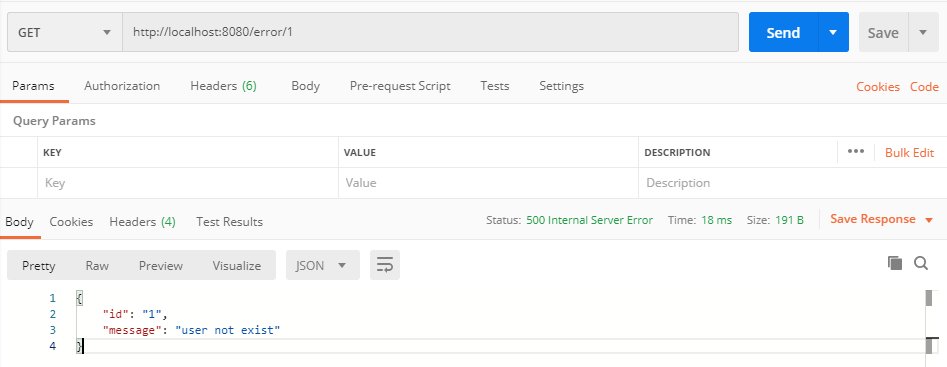 GET http://localhost:8080/error/1 Send Save
Params Authorization Headers (6) Body Pre-request Script Tests Settings Cookies Code
Query Params
KEY VALUE DESCRIPTION ••• Bulk Edit
Key Value Description
Body Cookies Headers (4) Test Results Status: 500 Internal Server Error Time: 18 ms Size: 191 B Save Response
Pretty Raw Preview Visualize JSON
1 {
2 "id": "1",
3 "message": "user not exist"
4 }